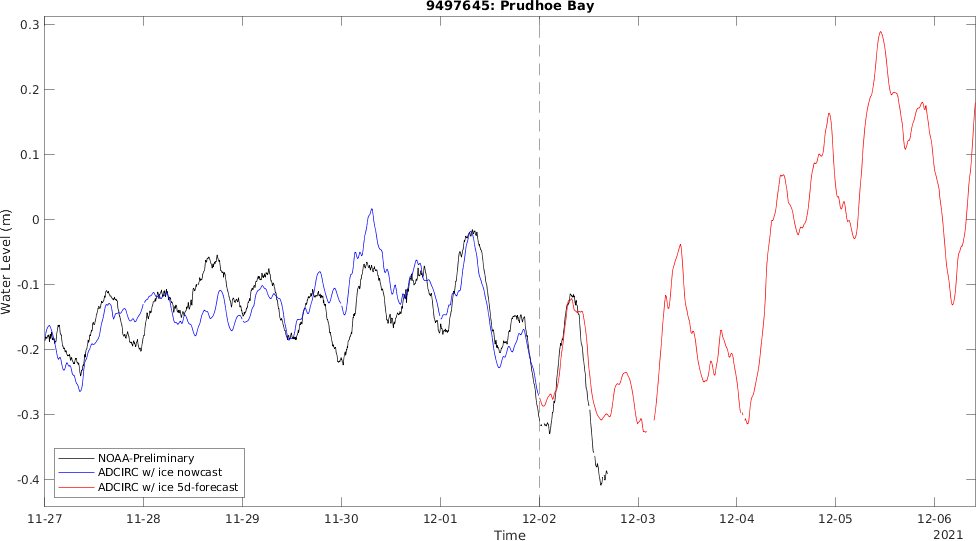 9497645: Prudhoe Bay
0.3
0.2
0.1
0
-0.1
-0.2
-0.3
-0.4
Water Level (m)
NOAA-Preliminary
ADCIRC w/ ice nowcast
ADCIRC w/ ice 5d-forecast
11-27 11-28 11-29 11-30 12-01 12-02 12-03 12-04 12-05 12-06
Time
2021